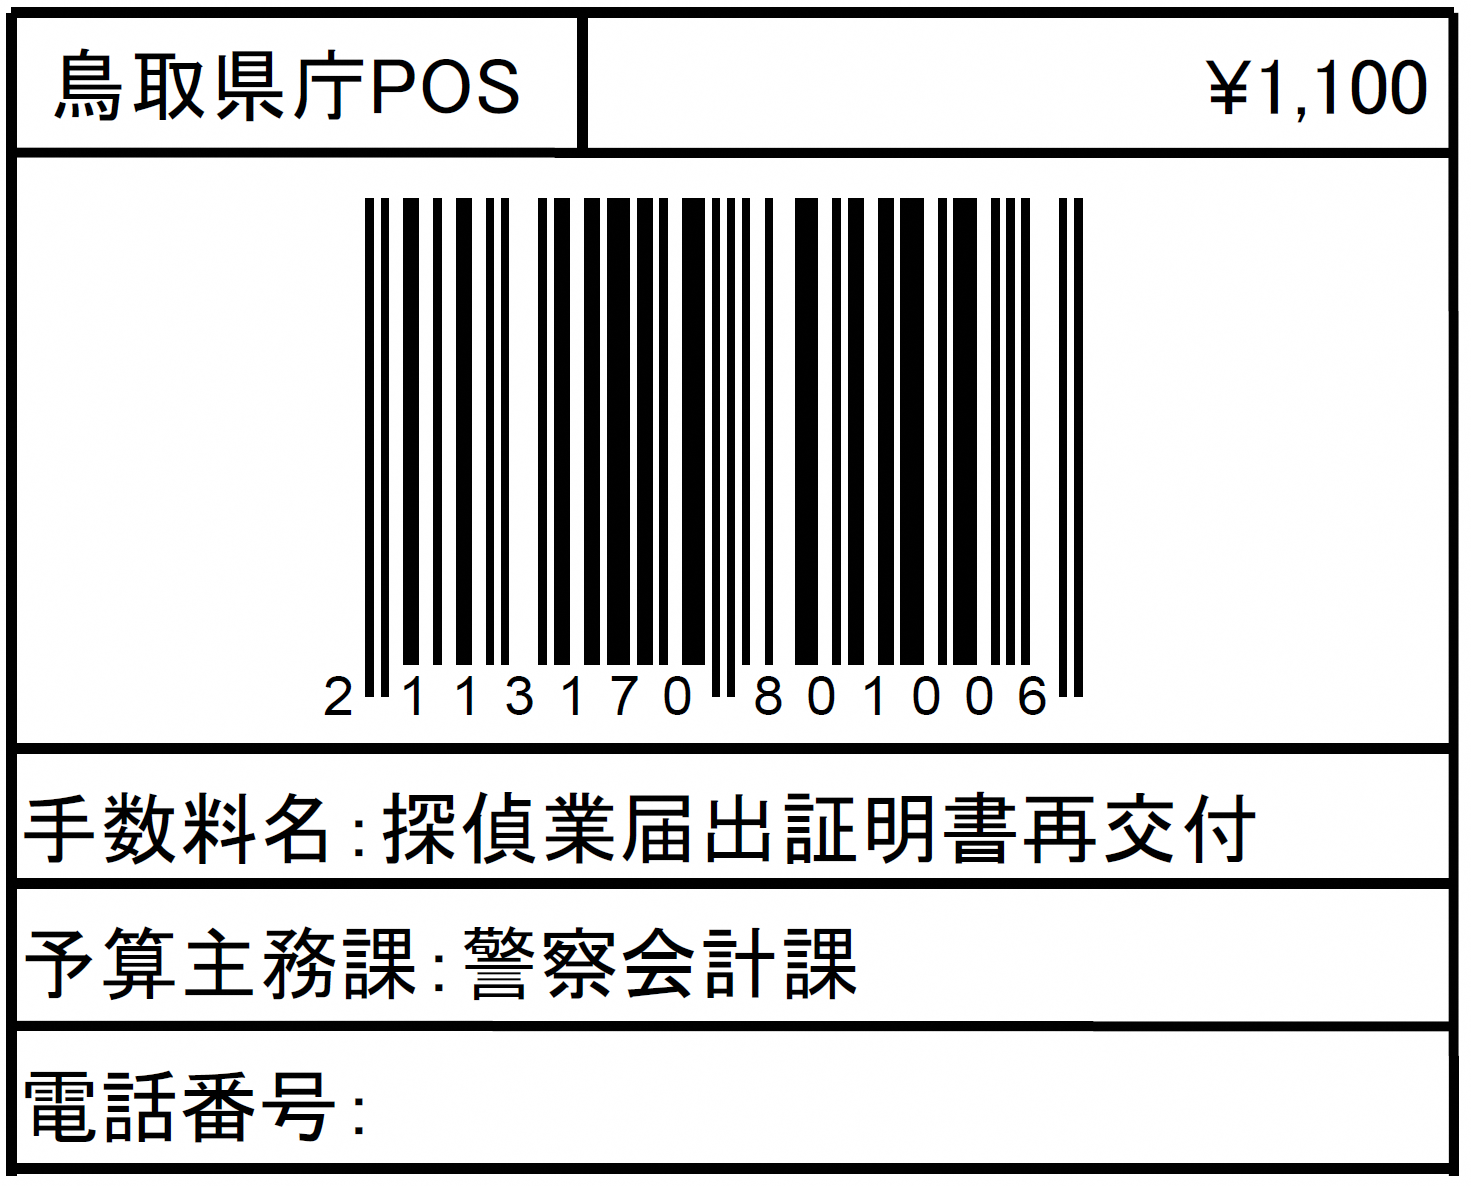 鳥取県庁POS ¥1,100
2 113170 801006
手数料名:探偵業届出証明書再交付
予算主務課:警察会計課
電話番号: